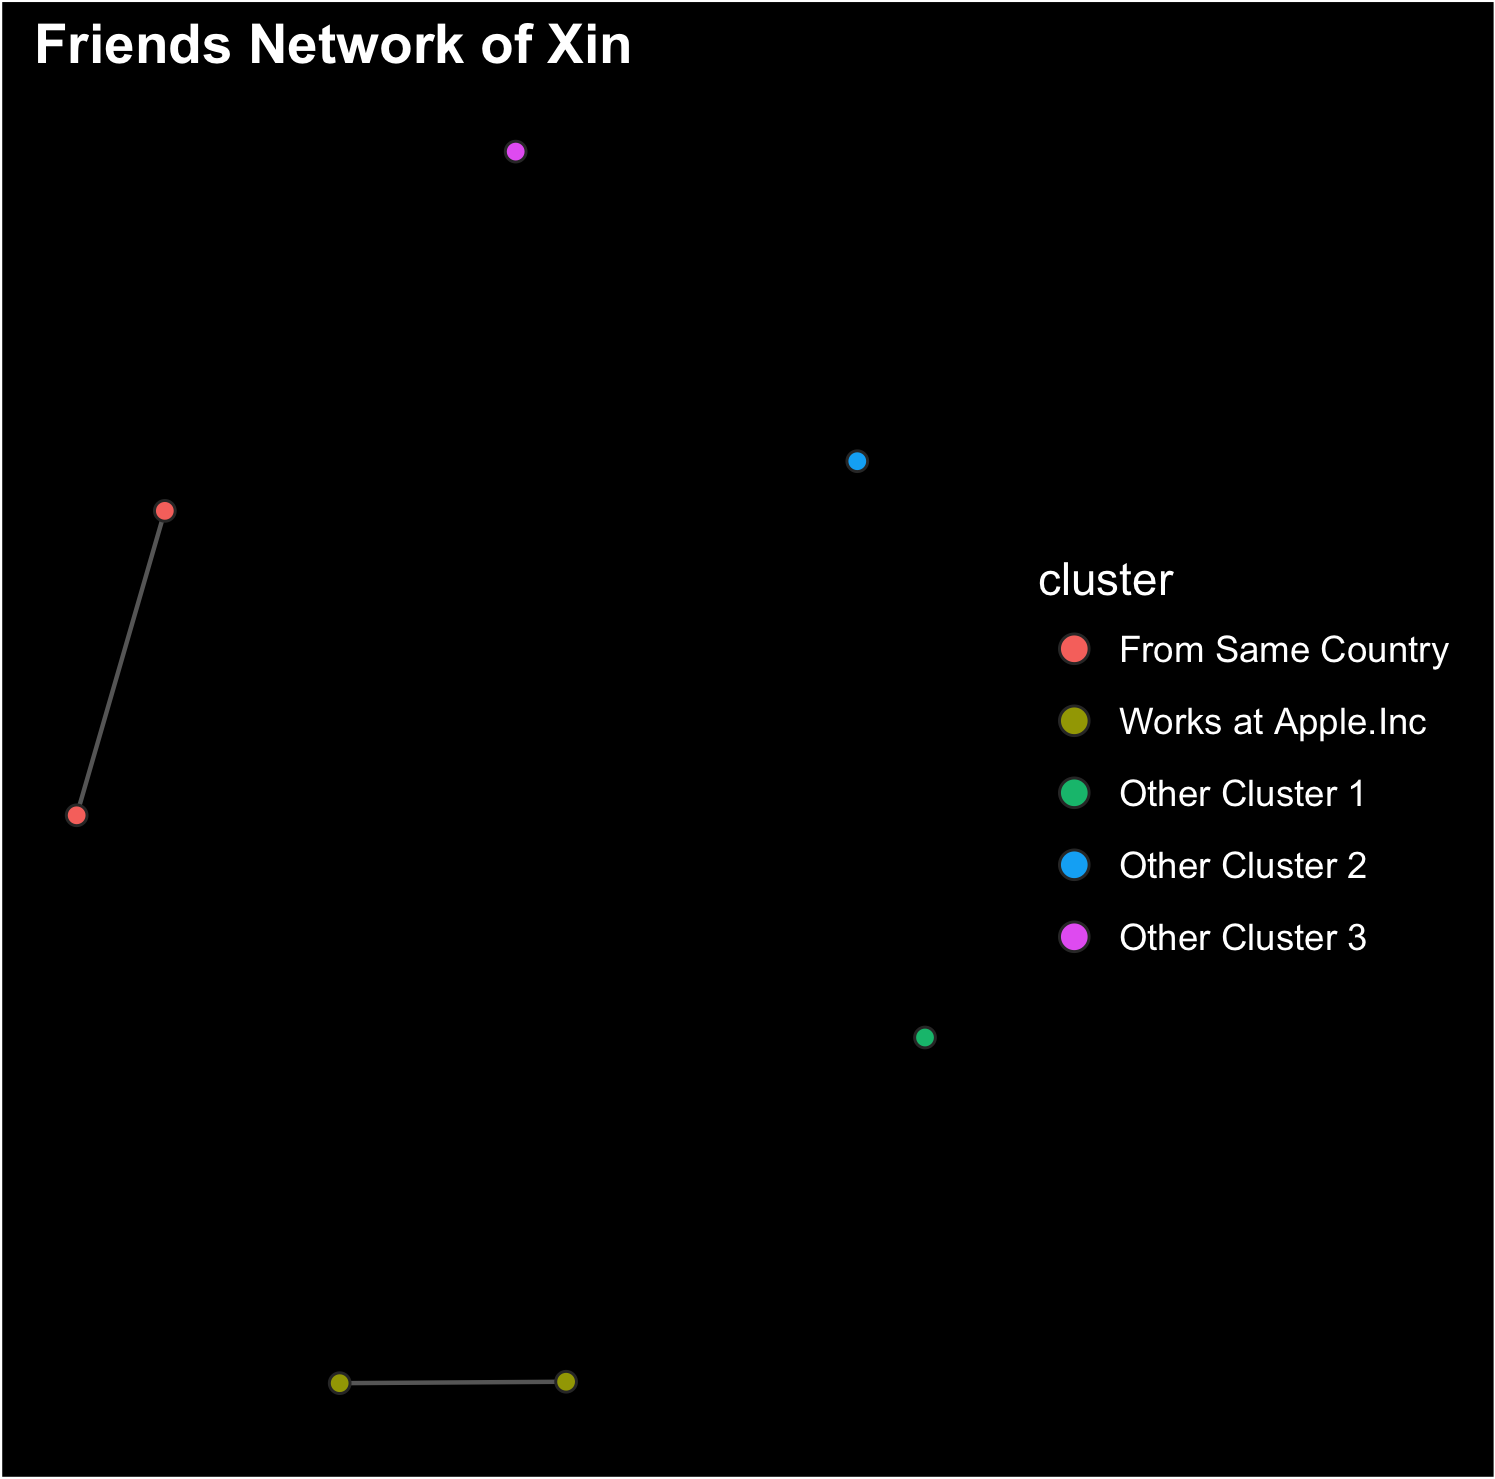 Friends Network of Xin
cluster
From Same Country
Works at Apple.Inc
Other Cluster 1
Other Cluster 2
Other Cluster 3